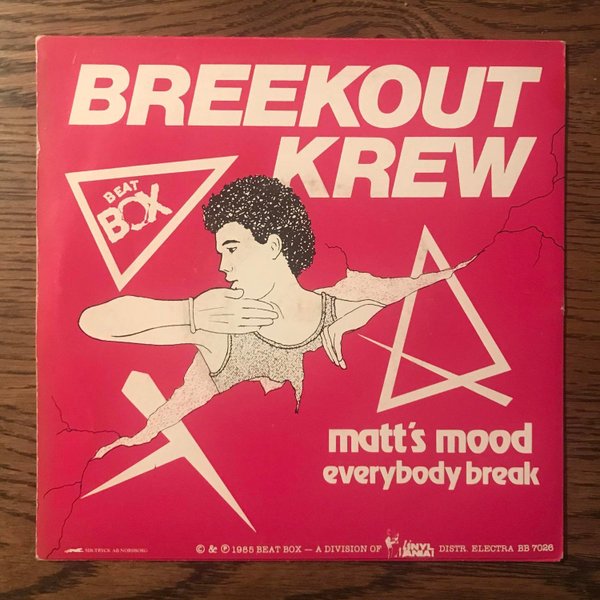 BREEKOUT
KREW
BEAT
BOX
matt's mood
everybody break
© & ℗ 1985 BEAT BOX — A DIVISION OF VINYL MANIA DISTR. ELECTRA BB 7026